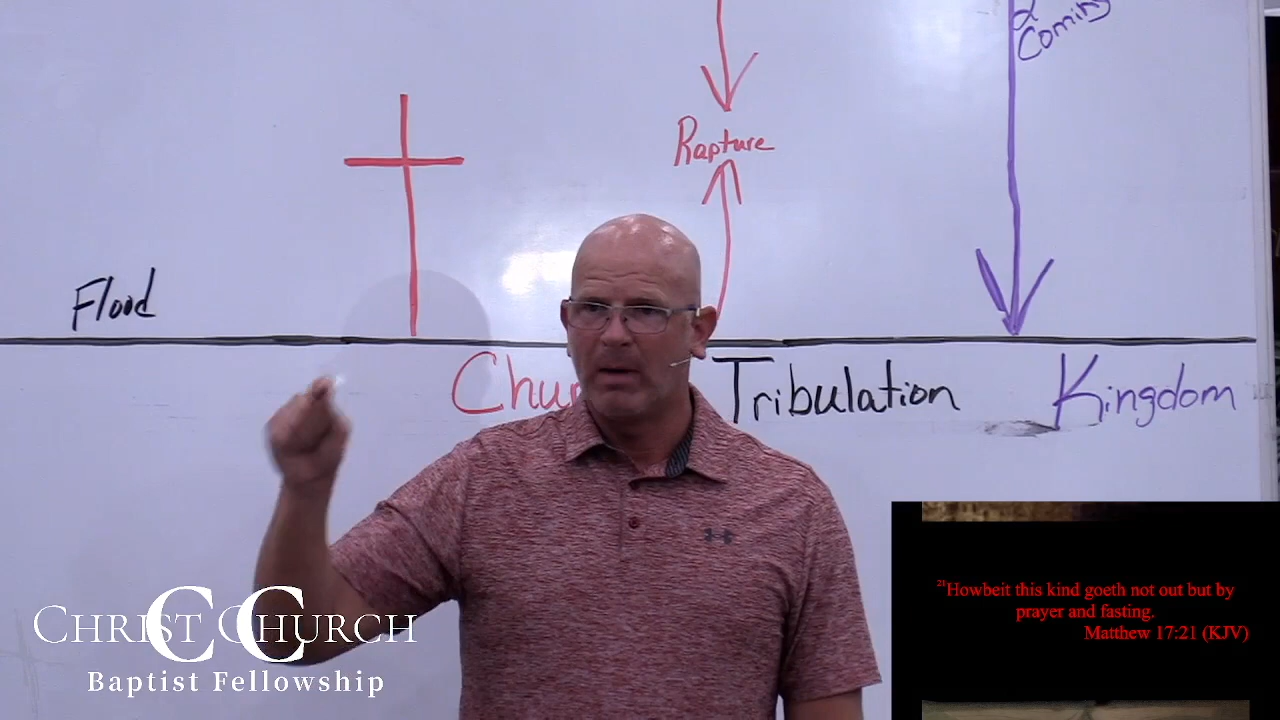 Coming
Rapture
Flood
Tribulation
Kingdom
CHRIST CHURCH
CC
Baptist Fellowship
21Howbeit this kind goeth not out but by
prayer and fasting.
Matthew 17:21 (KJV)